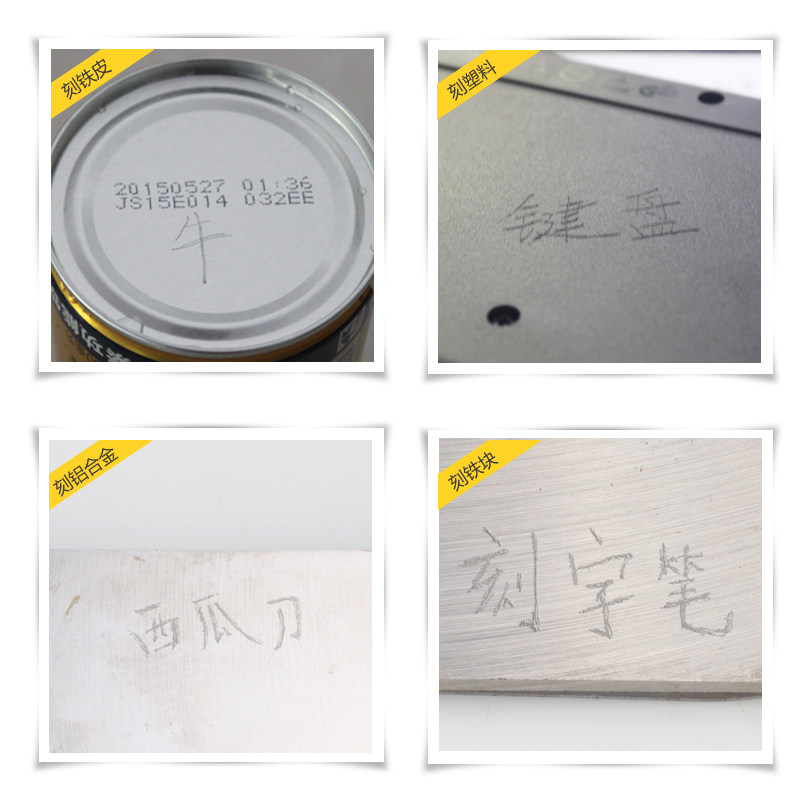 刻铁皮
20150527 01:36
JS15E014 032EE
牛
刻塑料
键盘
刻铝合金
西瓜刀
刻铁块
刻字笔